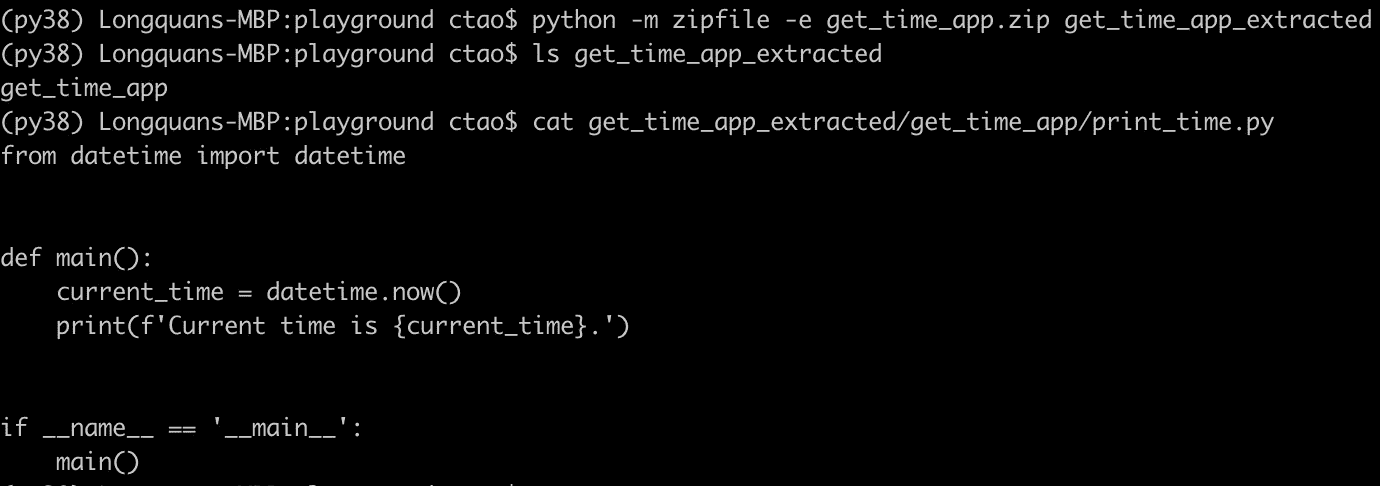 (py38) Longquans-MBP:playground ctao$ python -m zipfile -e get_time_app.zip get_time_app_extracted
(py38) Longquans-MBP:playground ctao$ ls get_time_app_extracted
get_time_app
(py38) Longquans-MBP:playground ctao$ cat get_time_app_extracted/get_time_app/print_time.py
from datetime import datetime
def main():
    current_time = datetime.now()
    print(f'Current time is {current_time}.')
if __name__ == '__main__':
    main()